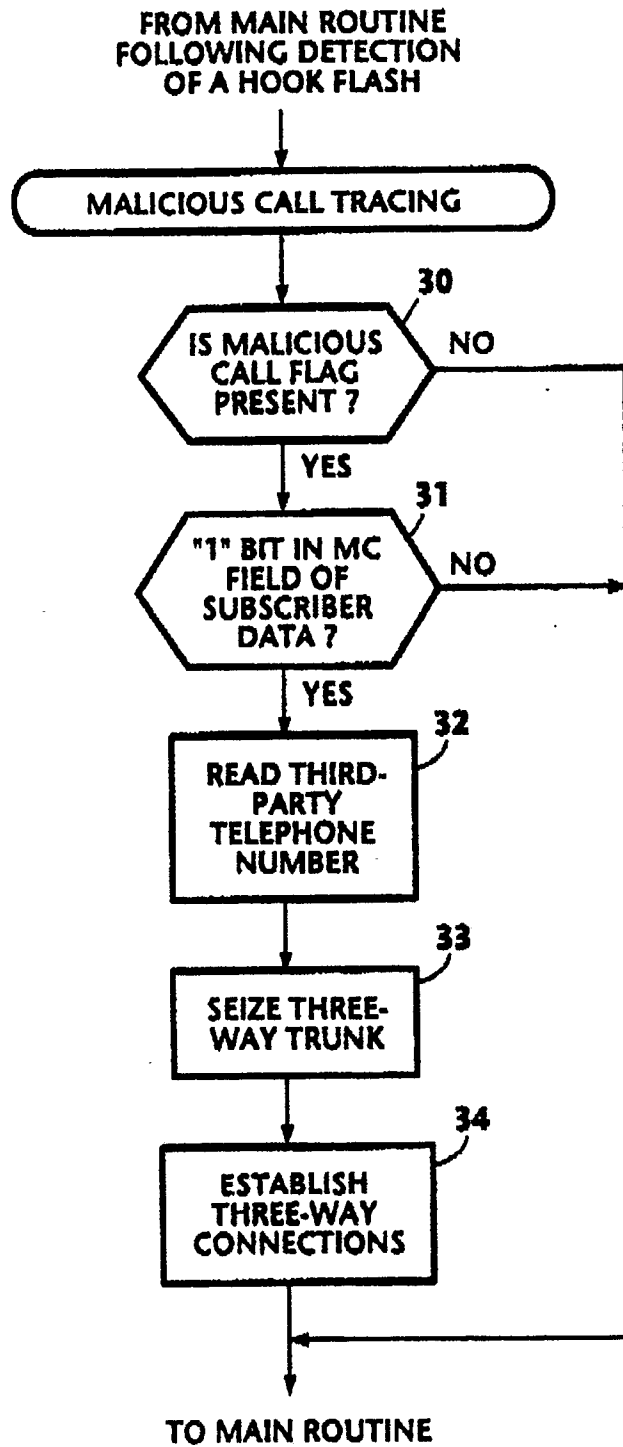 FROM MAIN ROUTINE
FOLLOWING DETECTION
OF A HOOK FLASH
MALICIOUS CALL TRACING
30
IS MALICIOUS
CALL FLAG
PRESENT ?
NO
YES
31
"1" BIT IN MC
FIELD OF
SUBSCRIBER
DATA ?
NO
YES
32
READ THIRD-
PARTY
TELEPHONE
NUMBER
33
SEIZE THREE-
WAY TRUNK
34
ESTABLISH
THREE-WAY
CONNECTIONS
TO MAIN ROUTINE